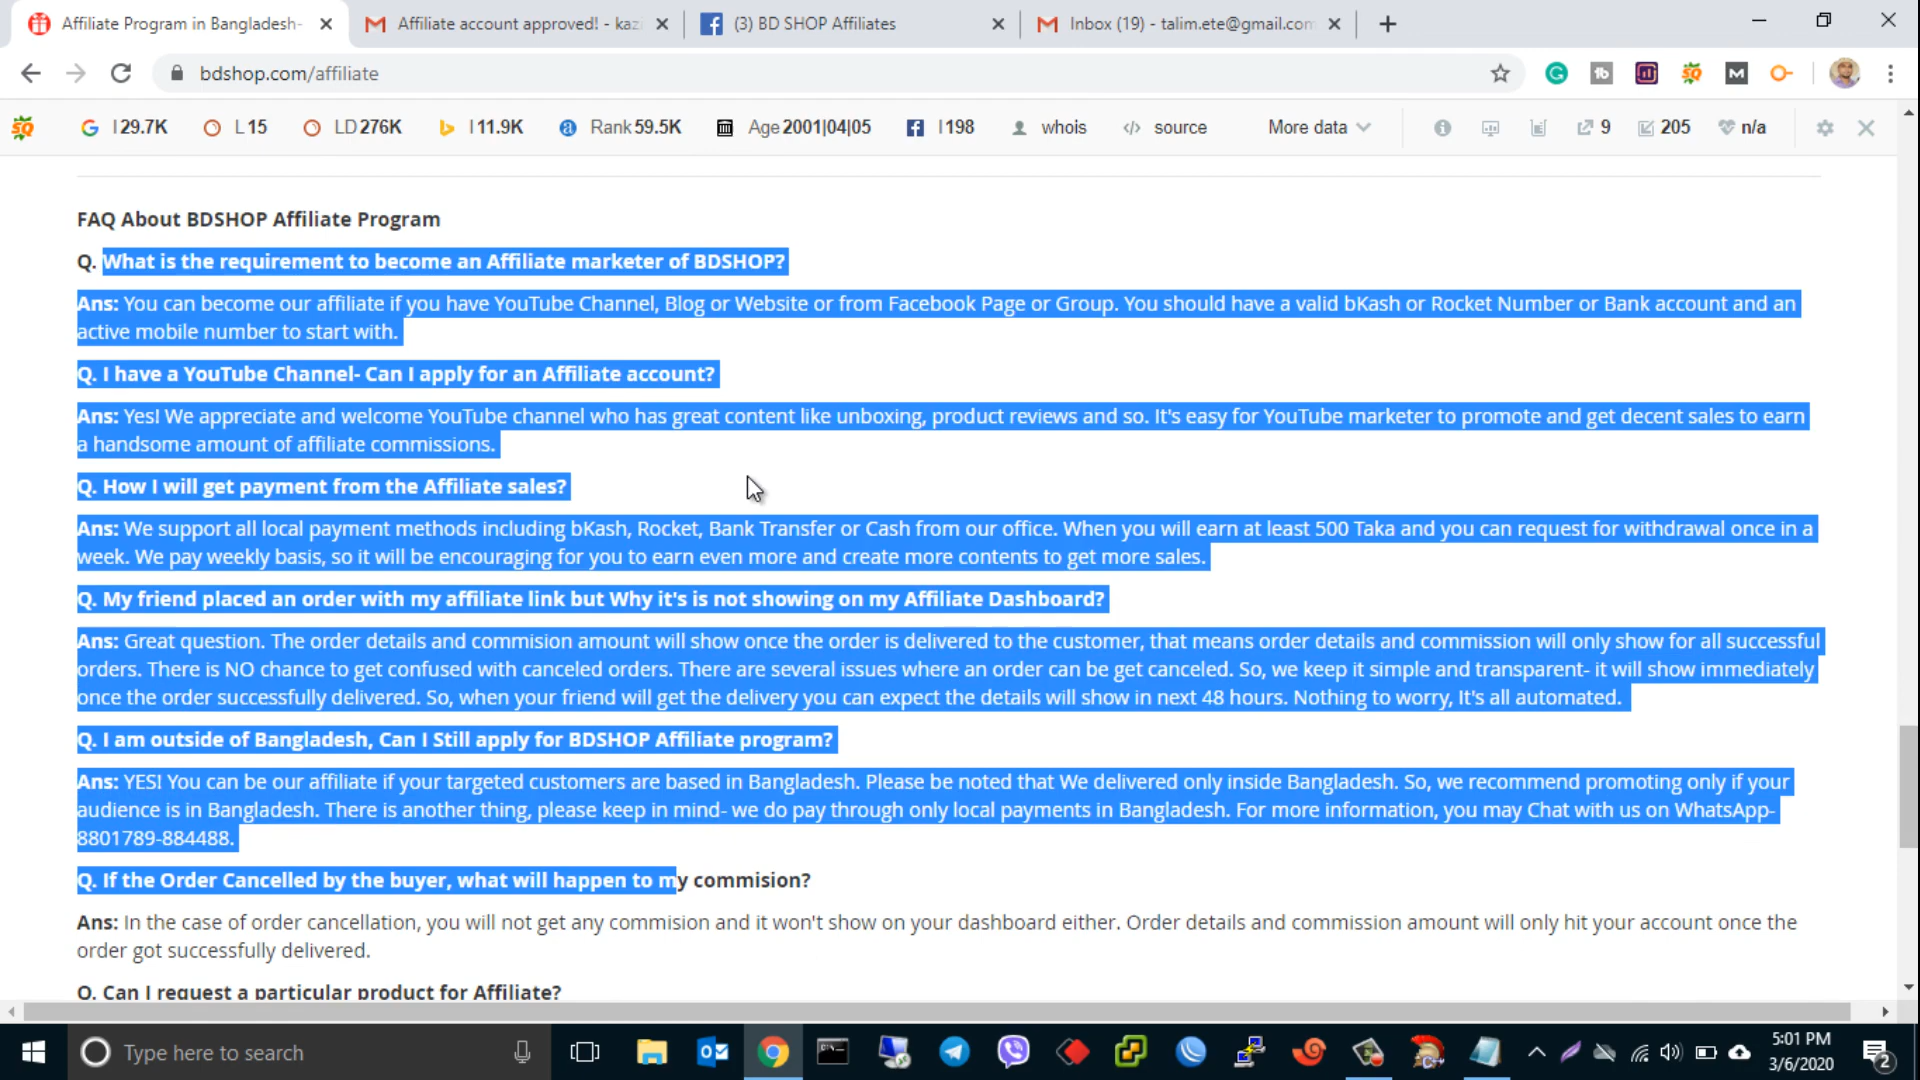 Affiliate Program in Bangladesh-
Affiliate account approved! - kazi
(3) BD SHOP Affiliates
Inbox (19) - talim.ete@gmail.com
bdshop.com/affiliate
I 29.7K
L 15
LD 276K
I 11.9K
Rank 59.5K
Age 2001|04|05
I 198
whois
source
More data
9
205
n/a
FAQ About BDSHOP Affiliate Program
Q. What is the requirement to become an Affiliate marketer of BDSHOP?
Ans: You can become our affiliate if you have YouTube Channel, Blog or Website or from Facebook Page or Group. You should have a valid bKash or Rocket Number or Bank account and an
active mobile number to start with.
Q. I have a YouTube Channel- Can I apply for an Affiliate account?
Ans: Yes! We appreciate and welcome YouTube channel who has great content like unboxing, product reviews and so. It's easy for YouTube marketer to promote and get decent sales to earn
a handsome amount of affiliate commissions.
Q. How I will get payment from the Affiliate sales?
Ans: We support all local payment methods including bKash, Rocket, Bank Transfer or Cash from our office. When you will earn at least 500 Taka and you can request for withdrawal once in a
week. We pay weekly basis, so it will be encouraging for you to earn even more and create more contents to get more sales.
Q. My friend placed an order with my affiliate link but Why it's is not showing on my Affiliate Dashboard?
Ans: Great question. The order details and commision amount will show once the order is delivered to the customer, that means order details and commission will only show for all successful
orders. There is NO chance to get confused with canceled orders. There are several issues where an order can be get canceled. So, we keep it simple and transparent- it will show immediately
once the order successfully delivered. So, when your friend will get the delivery you can expect the details will show in next 48 hours. Nothing to worry, It's all automated.
Q. I am outside of Bangladesh, Can I Still apply for BDSHOP Affiliate program?
Ans: YES! You can be our affiliate if your targeted customers are based in Bangladesh. Please be noted that We delivered only inside Bangladesh. So, we recommend promoting only if your
audience is in Bangladesh. There is another thing, please keep in mind- we do pay through only local payments in Bangladesh. For more information, you may Chat with us on WhatsApp-
8801789-884488.
Q. If the Order Cancelled by the buyer, what will happen to my commision?
Ans: In the case of order cancellation, you will not get any commision and it won't show on your dashboard either. Order details and commission amount will only hit your account once the
order got successfully delivered.
Q. Can I request a particular product for Affiliate?
Type here to search
5:01 PM
3/6/2020
2